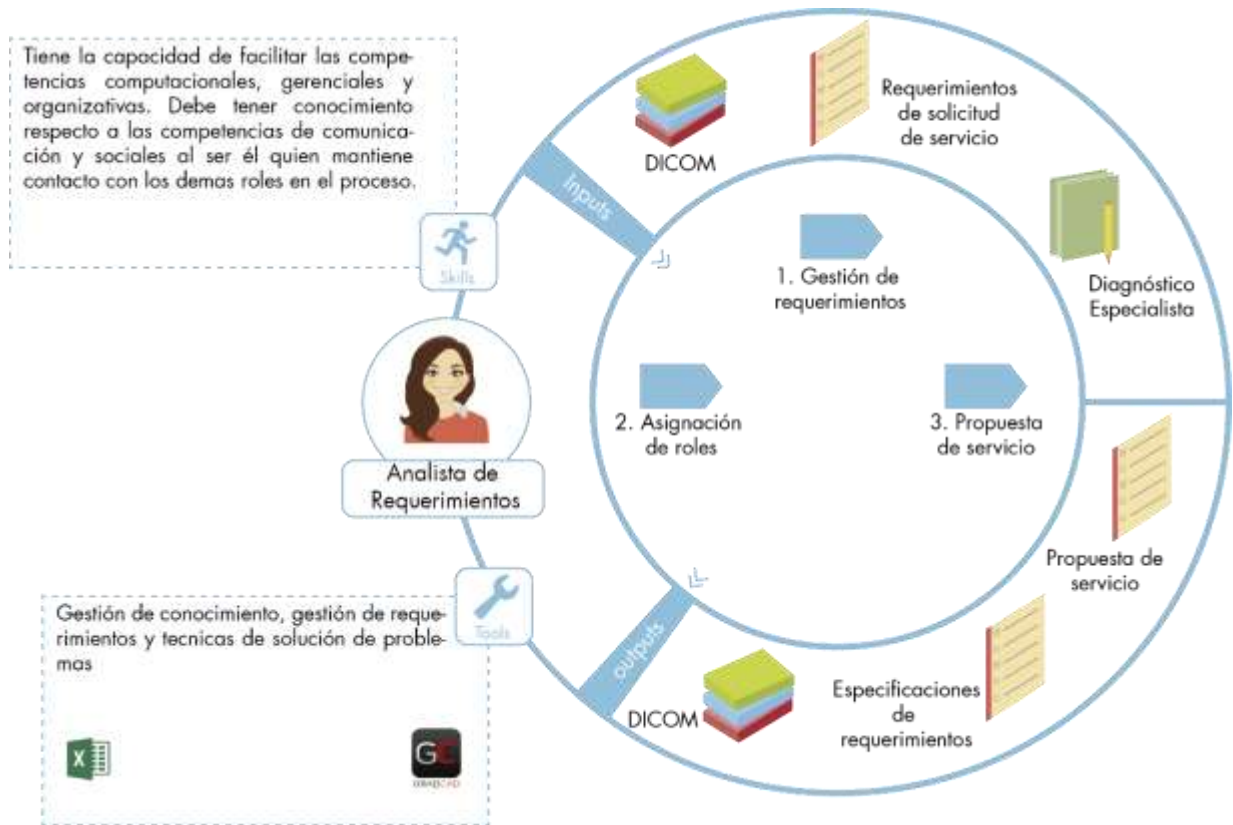 Tiene la capacidad de facilitar las compe-
tencias computacionales, gerenciales y
organizativas. Debe tener conocimiento
respecto a las competencias de comunica-
ción y sociales al ser él quien mantiene
contacto con los demas roles en el proceso.
Skills
Inputs
DICOM
Requerimientos
de solicitud
de servicio
Diagnóstico
Especialista
1. Gestión de
requerimientos
2. Asignación
de roles
3. Propuesta
de servicio
Analista de
Requerimientos
Propuesta de
servicio
Especificaciones
de
requerimientos
DICOM
outputs
Tools
Gestión de conocimiento, gestión de reque-
rimientos y tecnicas de solución de proble-
mas
X
GC
GRABCAD